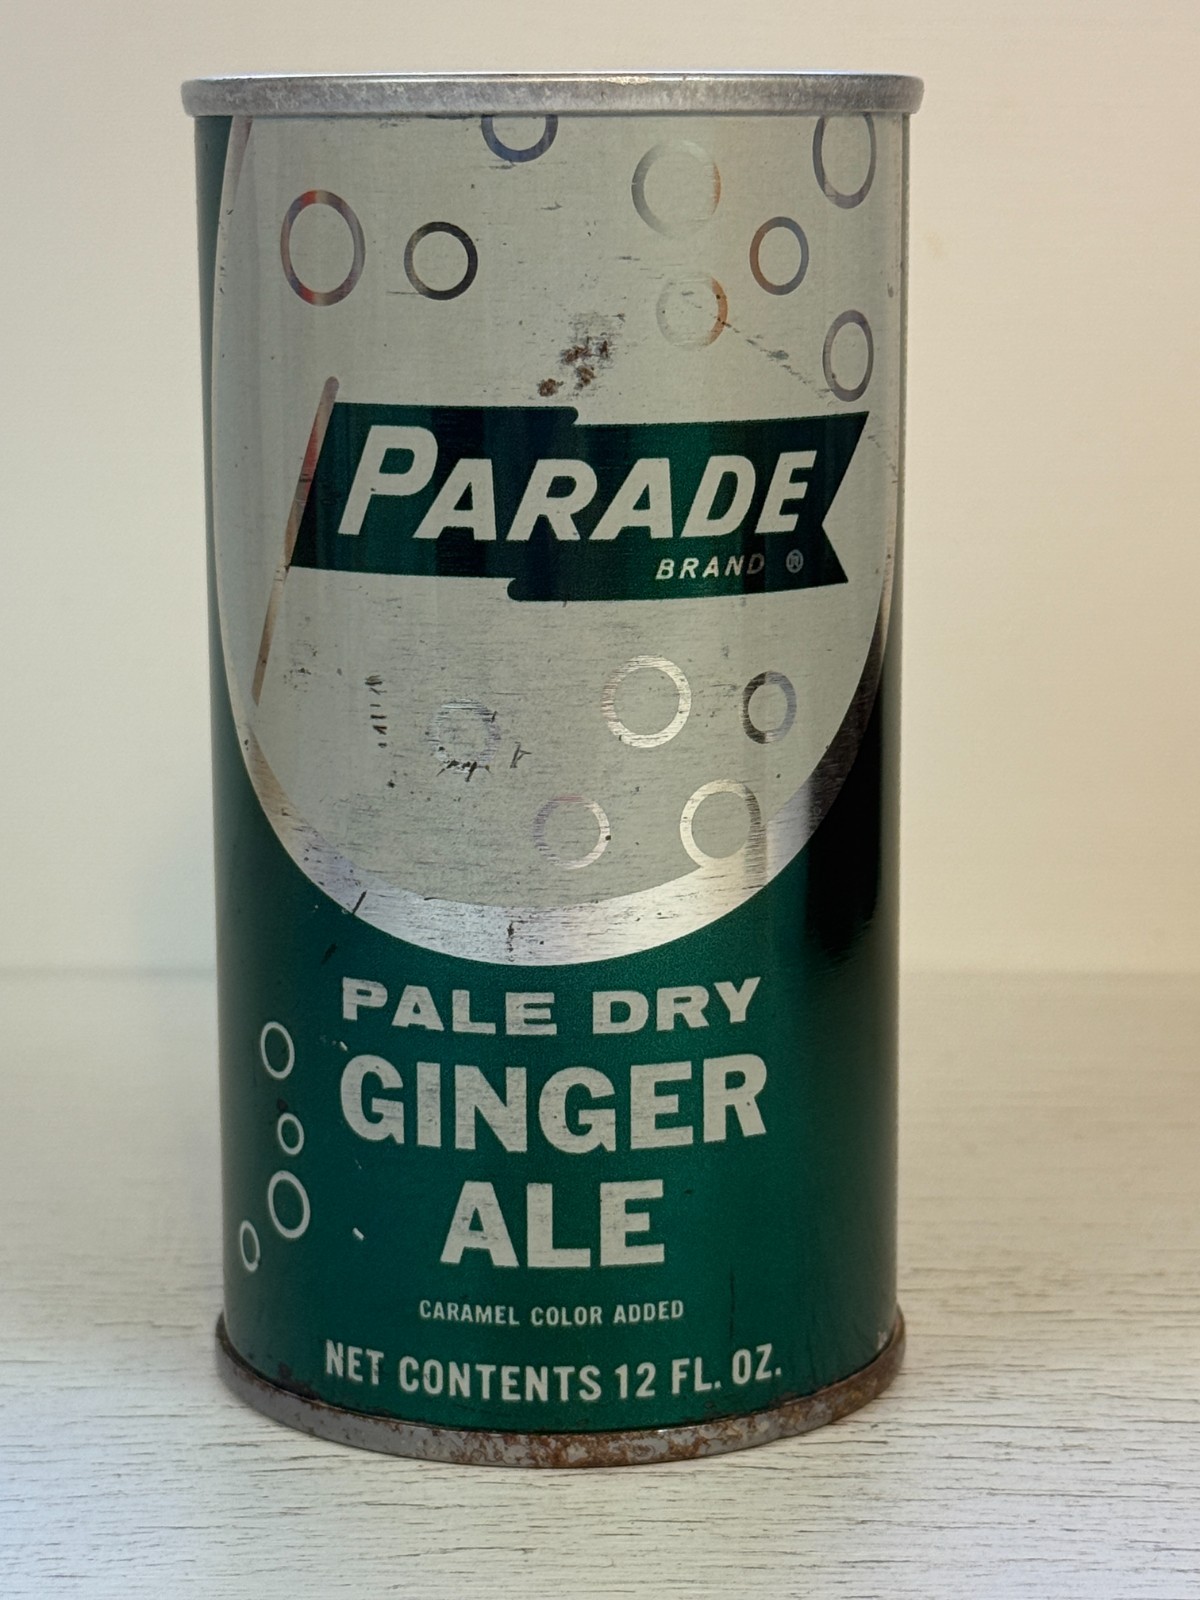 PARADE
BRAND ®
PALE DRY
GINGER
ALE
CARAMEL COLOR ADDED
NET CONTENTS 12 FL. OZ.